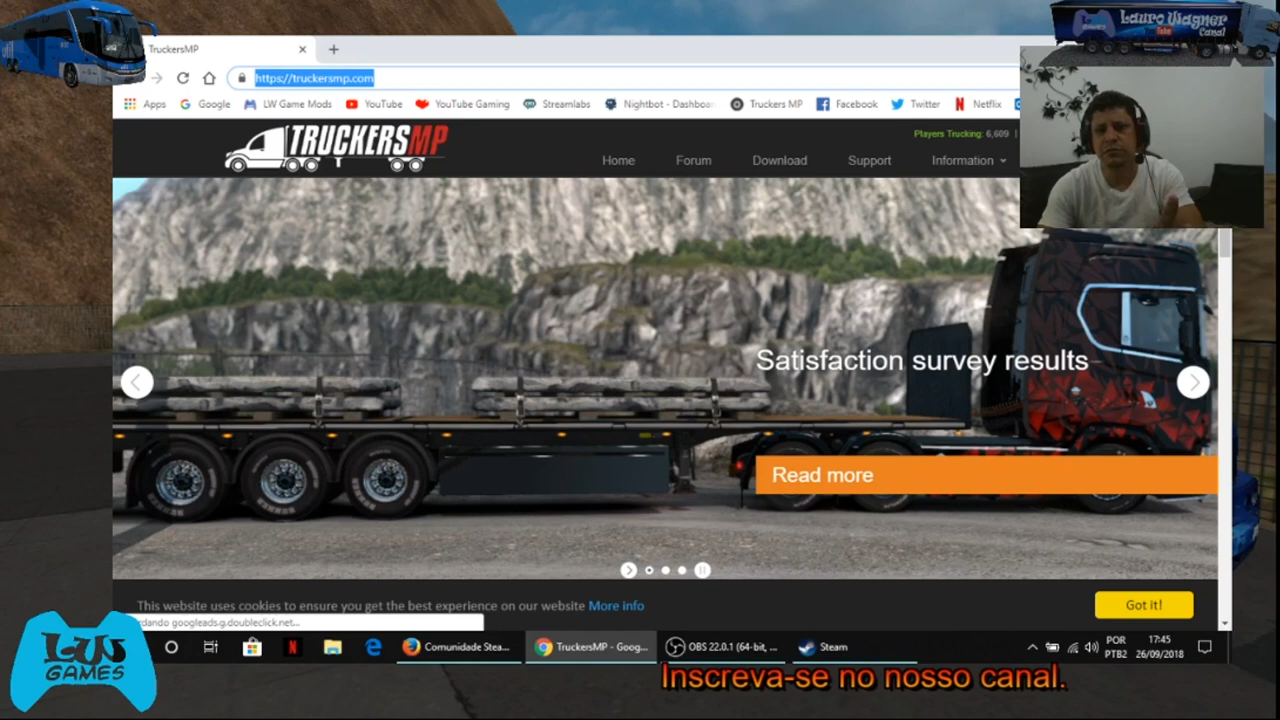 Lauro Wagner
Canal
TruckersMP
https://truckersmp.com
Apps Google LW Game Mods YouTube YouTube Gaming Streamlabs Nightbot - Dashboar Truckers MP Facebook Twitter Netflix
TRUCKERSMP
Players Trucking: 6,609
Home Forum Download Support Information
Satisfaction survey results
Read more
This website uses cookies to ensure you get the best experience on our website More info
Got it!
rdando googleads.g.doubleclick.net...
LW
GAMES
Comunidade Stea... TruckersMP - Goog... OBS 22.0.1 (64-bit, ... Steam
POR 17:45
PTB2 26/09/2018
Inscreva-se no nosso canal.